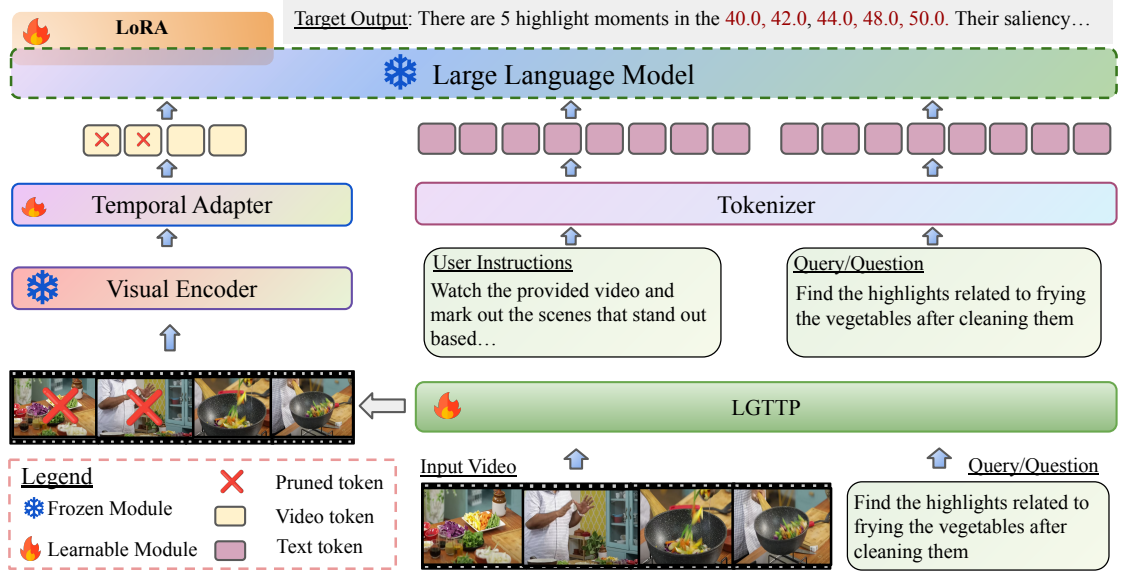 LoRA
Target Output: There are 5 highlight moments in the 40.0, 42.0, 44.0, 48.0, 50.0. Their saliency…
Large Language Model
Temporal Adapter
Tokenizer
Visual Encoder
User Instructions
Watch the provided video and
mark out the scenes that stand out
based…
Query/Question
Find the highlights related to frying
the vegetables after cleaning them
LGTTP
Legend
Frozen Module
Learnable Module
Pruned token
Video token
Text token
Input Video
Query/Question
Find the highlights related to
frying the vegetables after
cleaning them